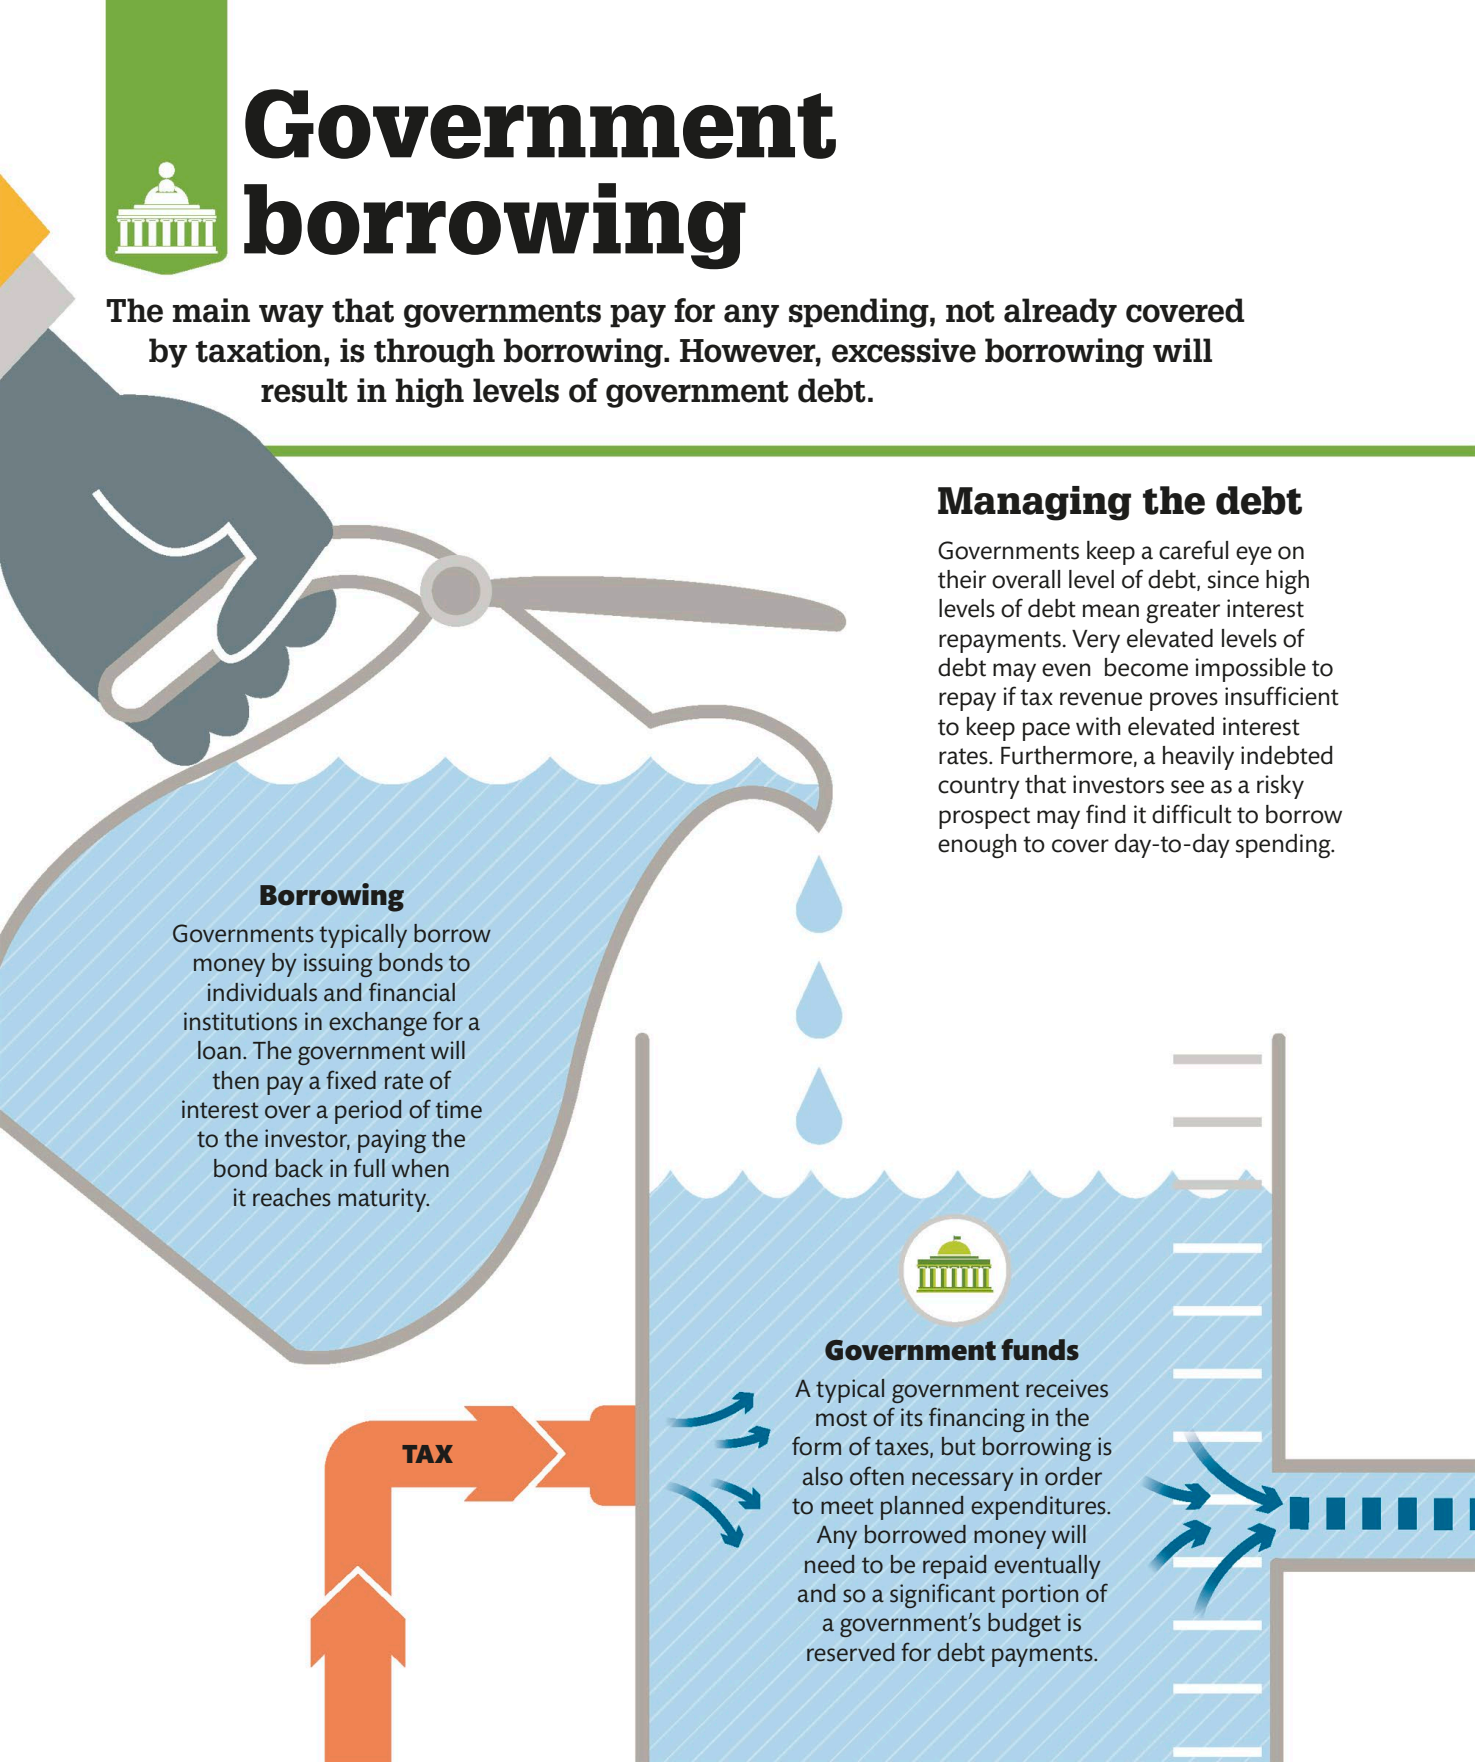 Government
borrowing
The main way that governments pay for any spending, not already covered
by taxation, is through borrowing. However, excessive borrowing will
result in high levels of government debt.
Managing the debt
Governments keep a careful eye on
their overall level of debt, since high
levels of debt mean greater interest
repayments. Very elevated levels of
debt may even become impossible to
repay if tax revenue proves insufficient
to keep pace with elevated interest
rates. Furthermore, a heavily indebted
country that investors see as a risky
prospect may find it difficult to borrow
enough to cover day-to-day spending.
Borrowing
Governments typically borrow
money by issuing bonds to
individuals and financial
institutions in exchange for a
loan. The government will
then pay a fixed rate of
interest over a period of time
to the investor, paying the
bond back in full when
it reaches maturity.
Government funds
A typical government receives
most of its financing in the
form of taxes, but borrowing is
also often necessary in order
to meet planned expenditures.
Any borrowed money will
need to be repaid eventually
and so a significant portion of
a government's budget is
reserved for debt payments.
TAX